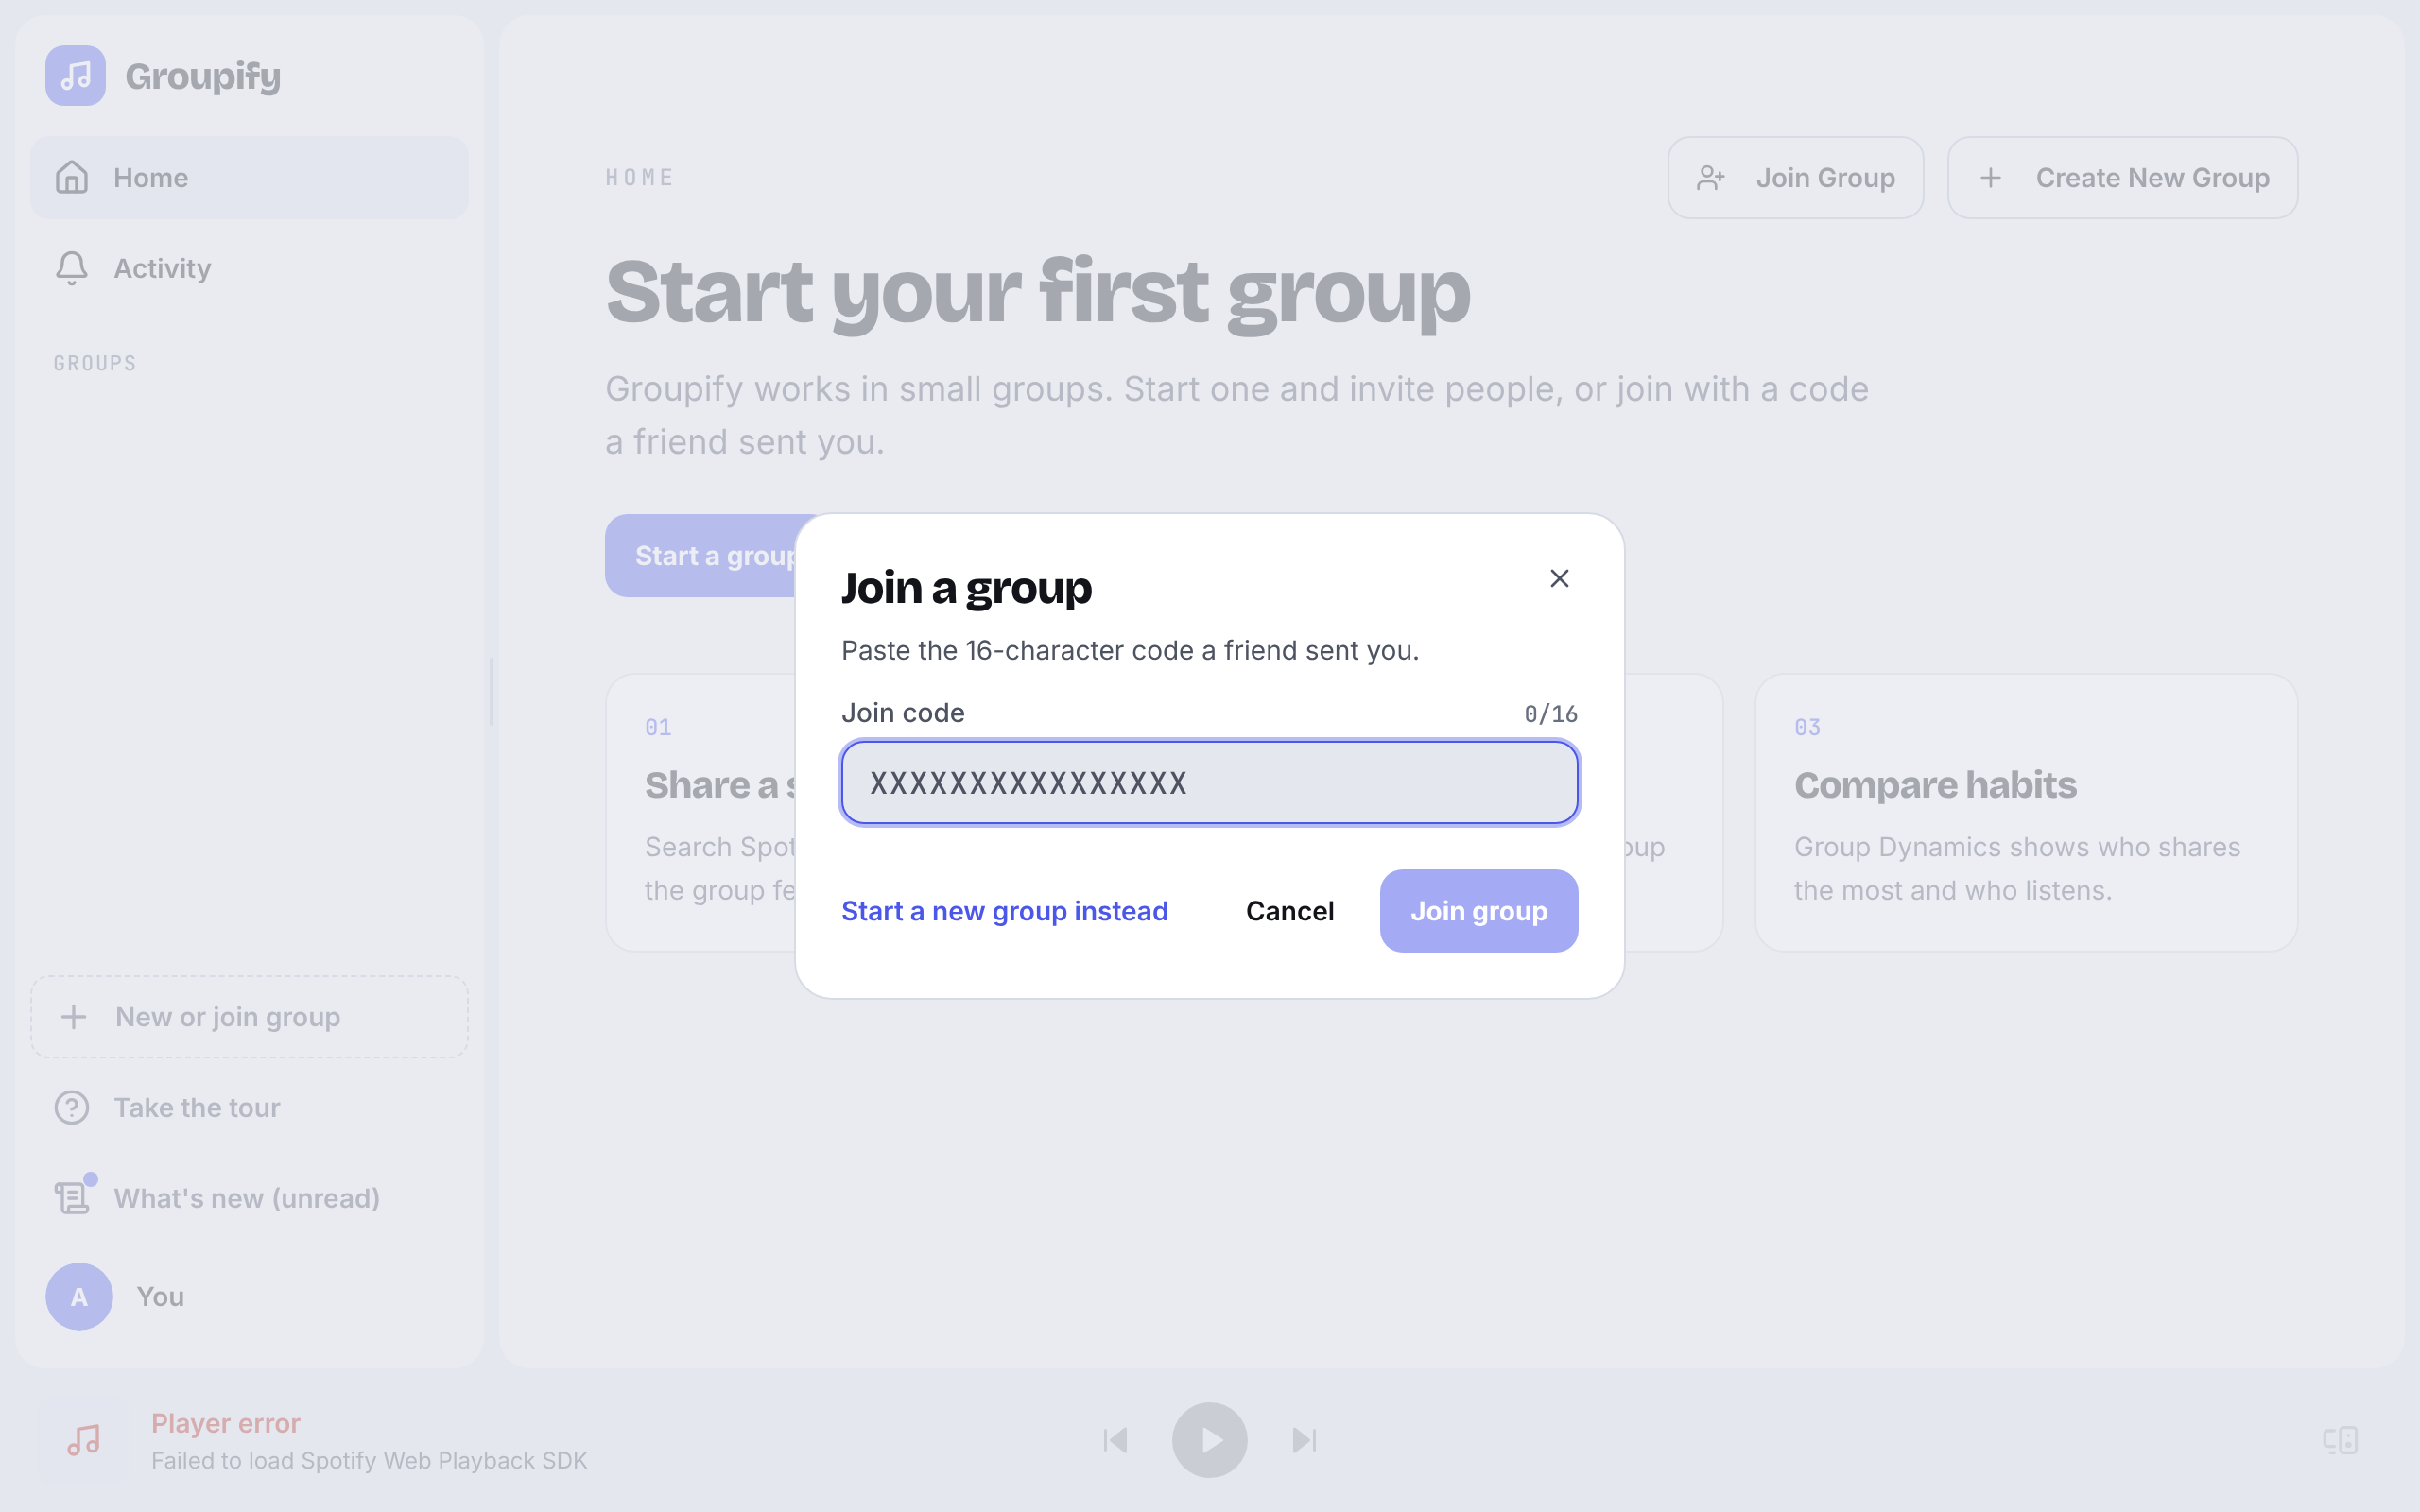 Groupify
Home
Activity
GROUPS
New or join group
Take the tour
What's new (unread)
A
You
HOME
Join Group
Create New Group
Start your first group
Groupify works in small groups. Start one and invite people, or join with a code
a friend sent you.
Start a group
01
Share a
Search
the group
03
Compare habits
Group Dynamics shows who shares
the most and who listens.
Join a group
Paste the 16-character code a friend sent you.
Join code
0/16
XXXXXXXXXXXXXXXX
Start a new group instead
Cancel
Join group
Player error
Failed to load Spotify Web Playback SDK